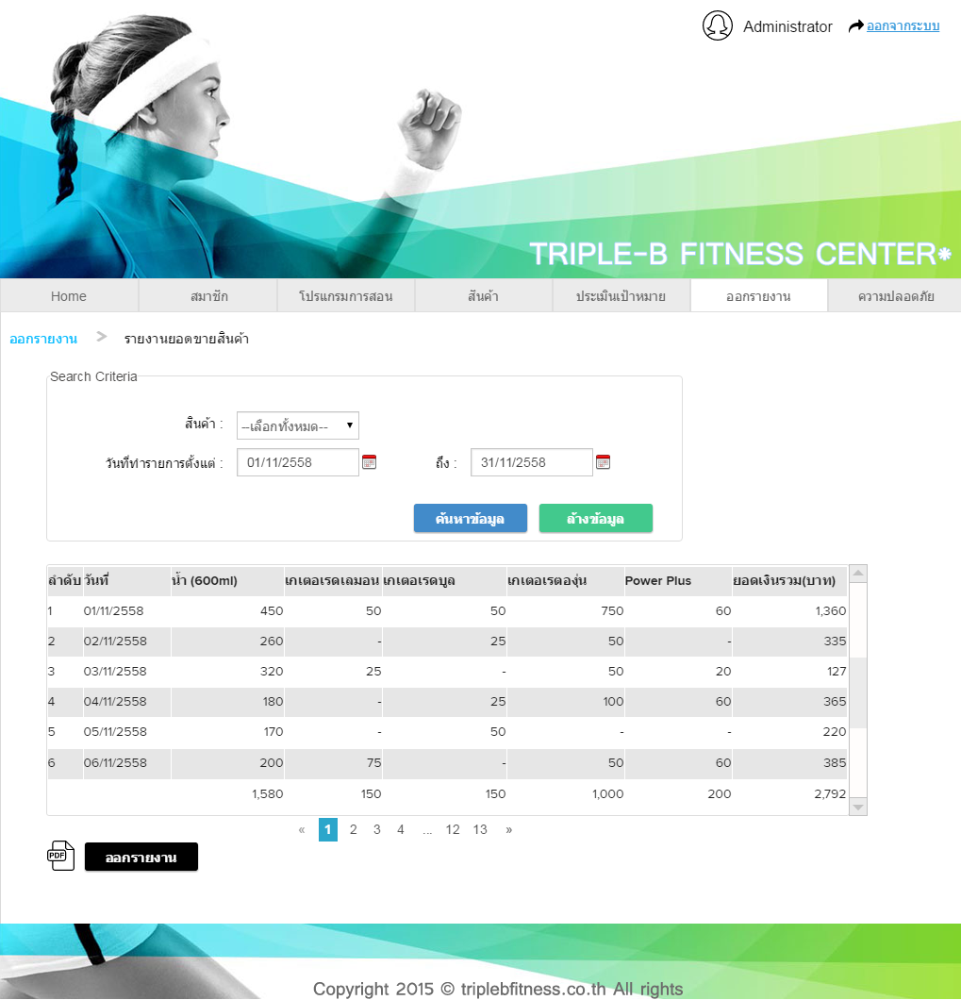 Administrator ออกจากระบบ
TRIPLE-B FITNESS CENTER
Home สมาชิก โปรแกรมการสอน สินค้า ประเมินเป้าหมาย ออกรายงาน ความปลอดภัย
ออกรายงาน > รายงานยอดขายสินค้า
Search Criteria
สินค้า : --เลือกทั้งหมด--
วันที่ทำรายการตั้งแต่ : 01/11/2558 ถึง : 31/11/2558
ค้นหาข้อมูล ล้างข้อมูล
ลำดับ วันที่ น้ำ (600ml) เกเตอเรดเลมอน เกเตอเรดบูล เกเตอเรตองุ่น Power Plus ยอดเงินรวม(บาท)
1 01/11/2558 450 50 50 750 60 1,360
2 02/11/2558 260 - 25 50 - 335
3 03/11/2558 320 25 - 50 20 127
4 04/11/2558 180 - 25 100 60 365
5 05/11/2558 170 - 50 - - 220
6 06/11/2558 200 75 - 50 60 385
1,580 150 150 1,000 200 2,792
« 1 2 3 4 ... 12 13 »
PDF ออกรายงาน
Copyright 2015 © triplebfitness.co.th All rights